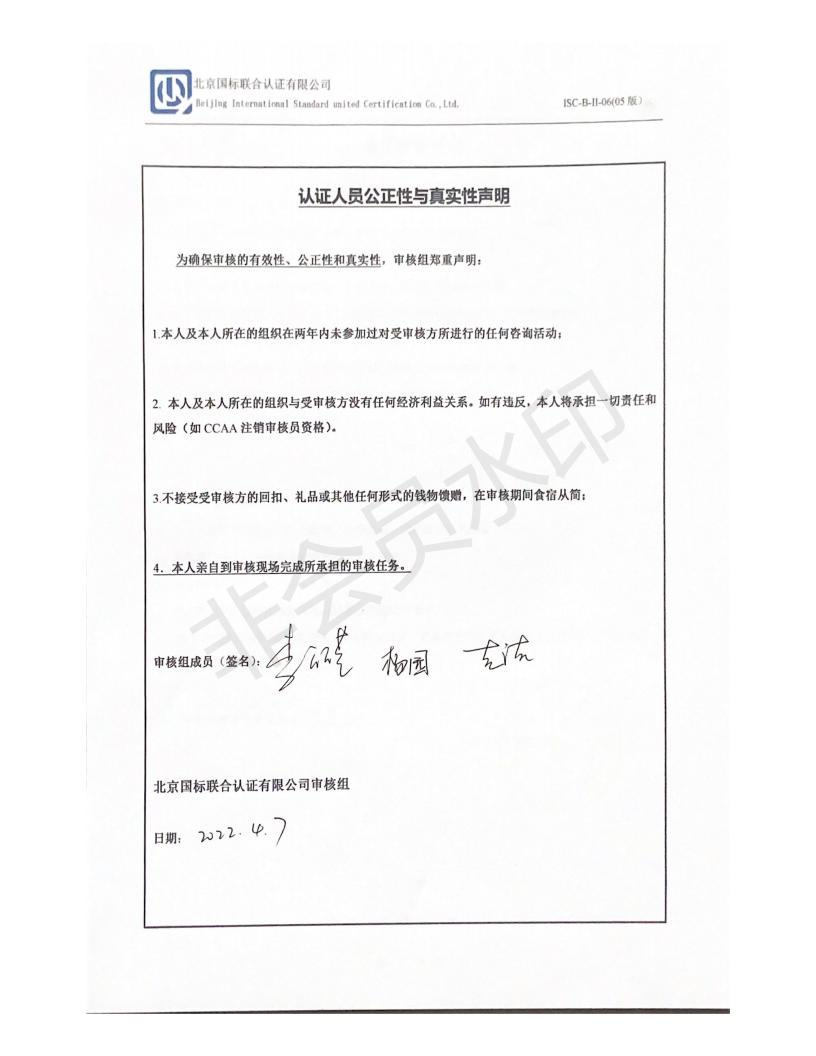 北京国标联合认证有限公司
Beijing International Standard united Certification Co.,Ltd.
ISC-B-II-06(05 版)
认证人员公正性与真实性声明
为确保审核的有效性、公正性和真实性，审核组郑重声明：
1.本人及本人所在的组织在两年内未参加过对受审核方所进行的任何咨询活动；
2. 本人及本人所在的组织与受审核方没有任何经济利益关系。如有违反，本人将承担一切责任和
风险（如 CCAA 注销审核员资格）。
3.不接受受审核方的回扣、礼品或其他任何形式的钱物馈赠，在审核期间食宿从简；
4．本人亲自到审核现场完成所承担的审核任务。
审核组成员（签名）： 杨园
北京国标联合认证有限公司审核组
日期： 2022.4.7
非会员水印